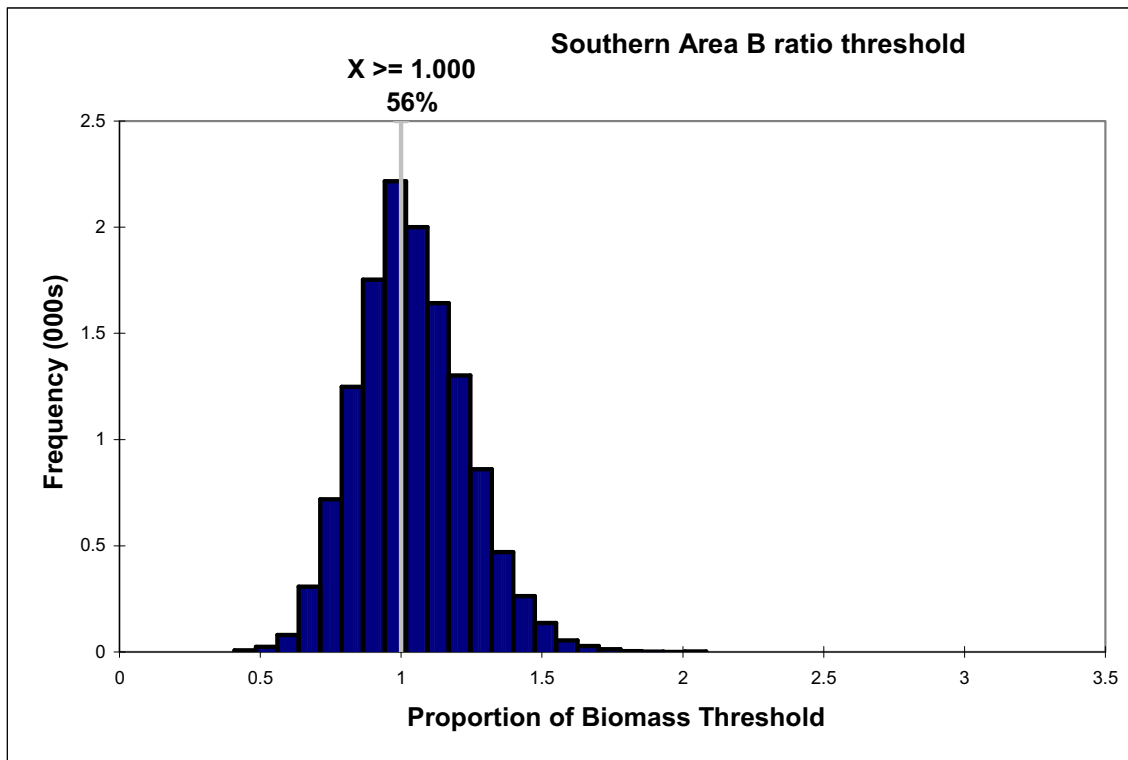 Southern Area B ratio threshold
X >= 1.000
56%
2.5
2
1.5
1
0.5
0
Frequency (000s)
0 0.5 1 1.5 2 2.5 3 3.5
Proportion of Biomass Threshold